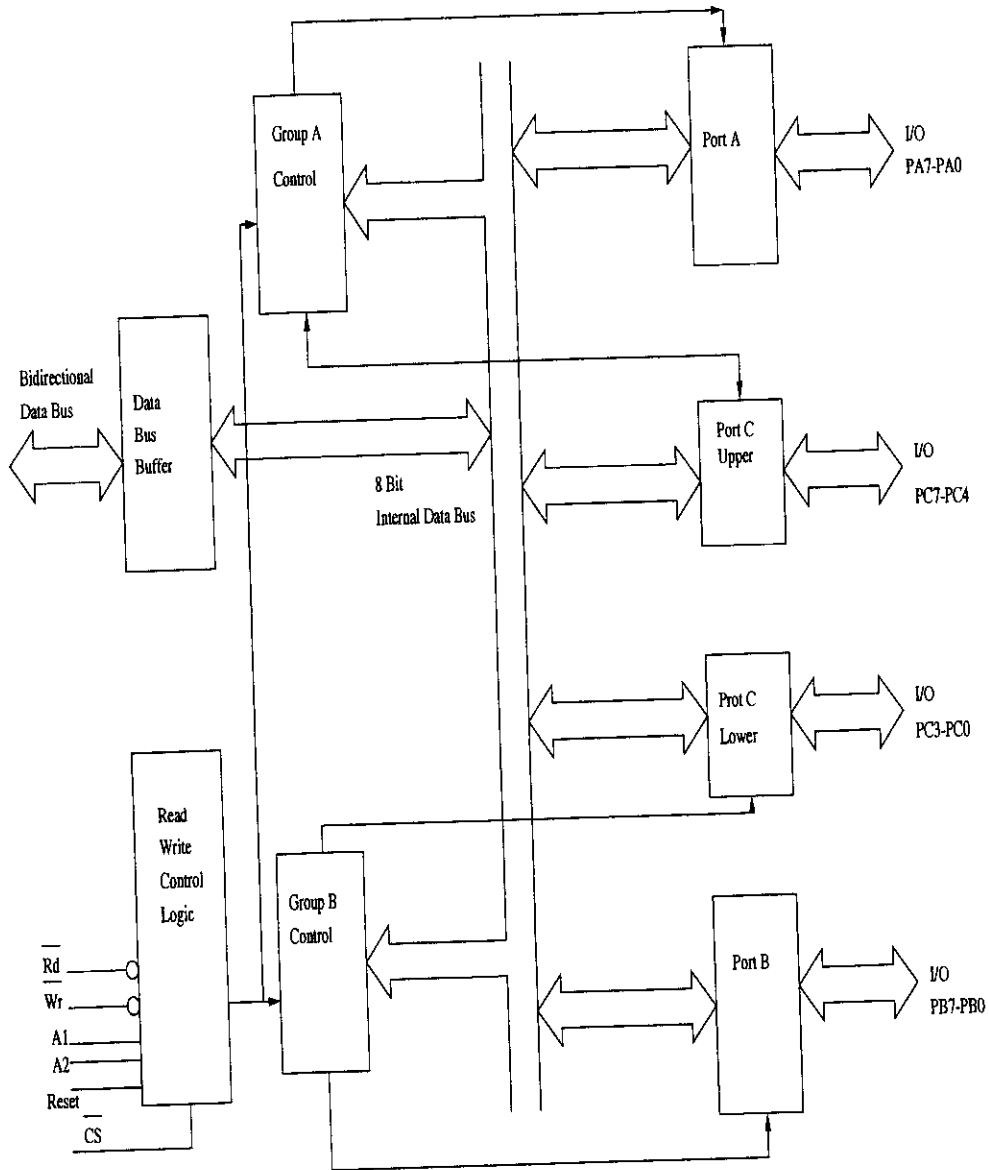 Group A
Control
Port A
I/O
PA7-PA0
Bidirectional
Data Bus
Data
Bus
Buffer
8 Bit
Internal Data Bus
Port C
Upper
I/O
PC7-PC4
Prot C
Lower
I/O
PC3-PC0
Read
Write
Control
Logic
Group B
Control
Port B
I/O
PB7-PB0
Rd
Wr
A1
A2
Reset
CS